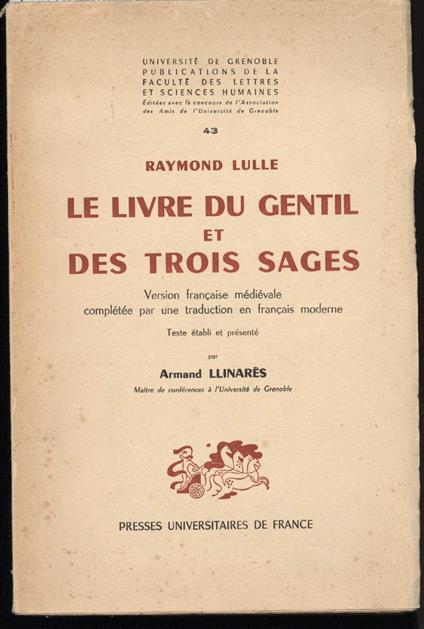 UNIVERSITÉ DE GRENOBLE
PUBLICATIONS DE LA
FACULTÉ DES LETTRES
ET SCIENCES HUMAINES
Éditées avec le concours de l'Association
des Amis de l'Université de Grenoble
43
RAYMOND LULLE
LE LIVRE DU GENTIL
ET
DES TROIS SAGES
Version française médiévale
complétée par une traduction en français moderne
Texte établi et présenté
par
Armand LLINARÈS
Maître de conférences à l'Université de Grenoble
PRESSES UNIVERSITAIRES DE FRANCE